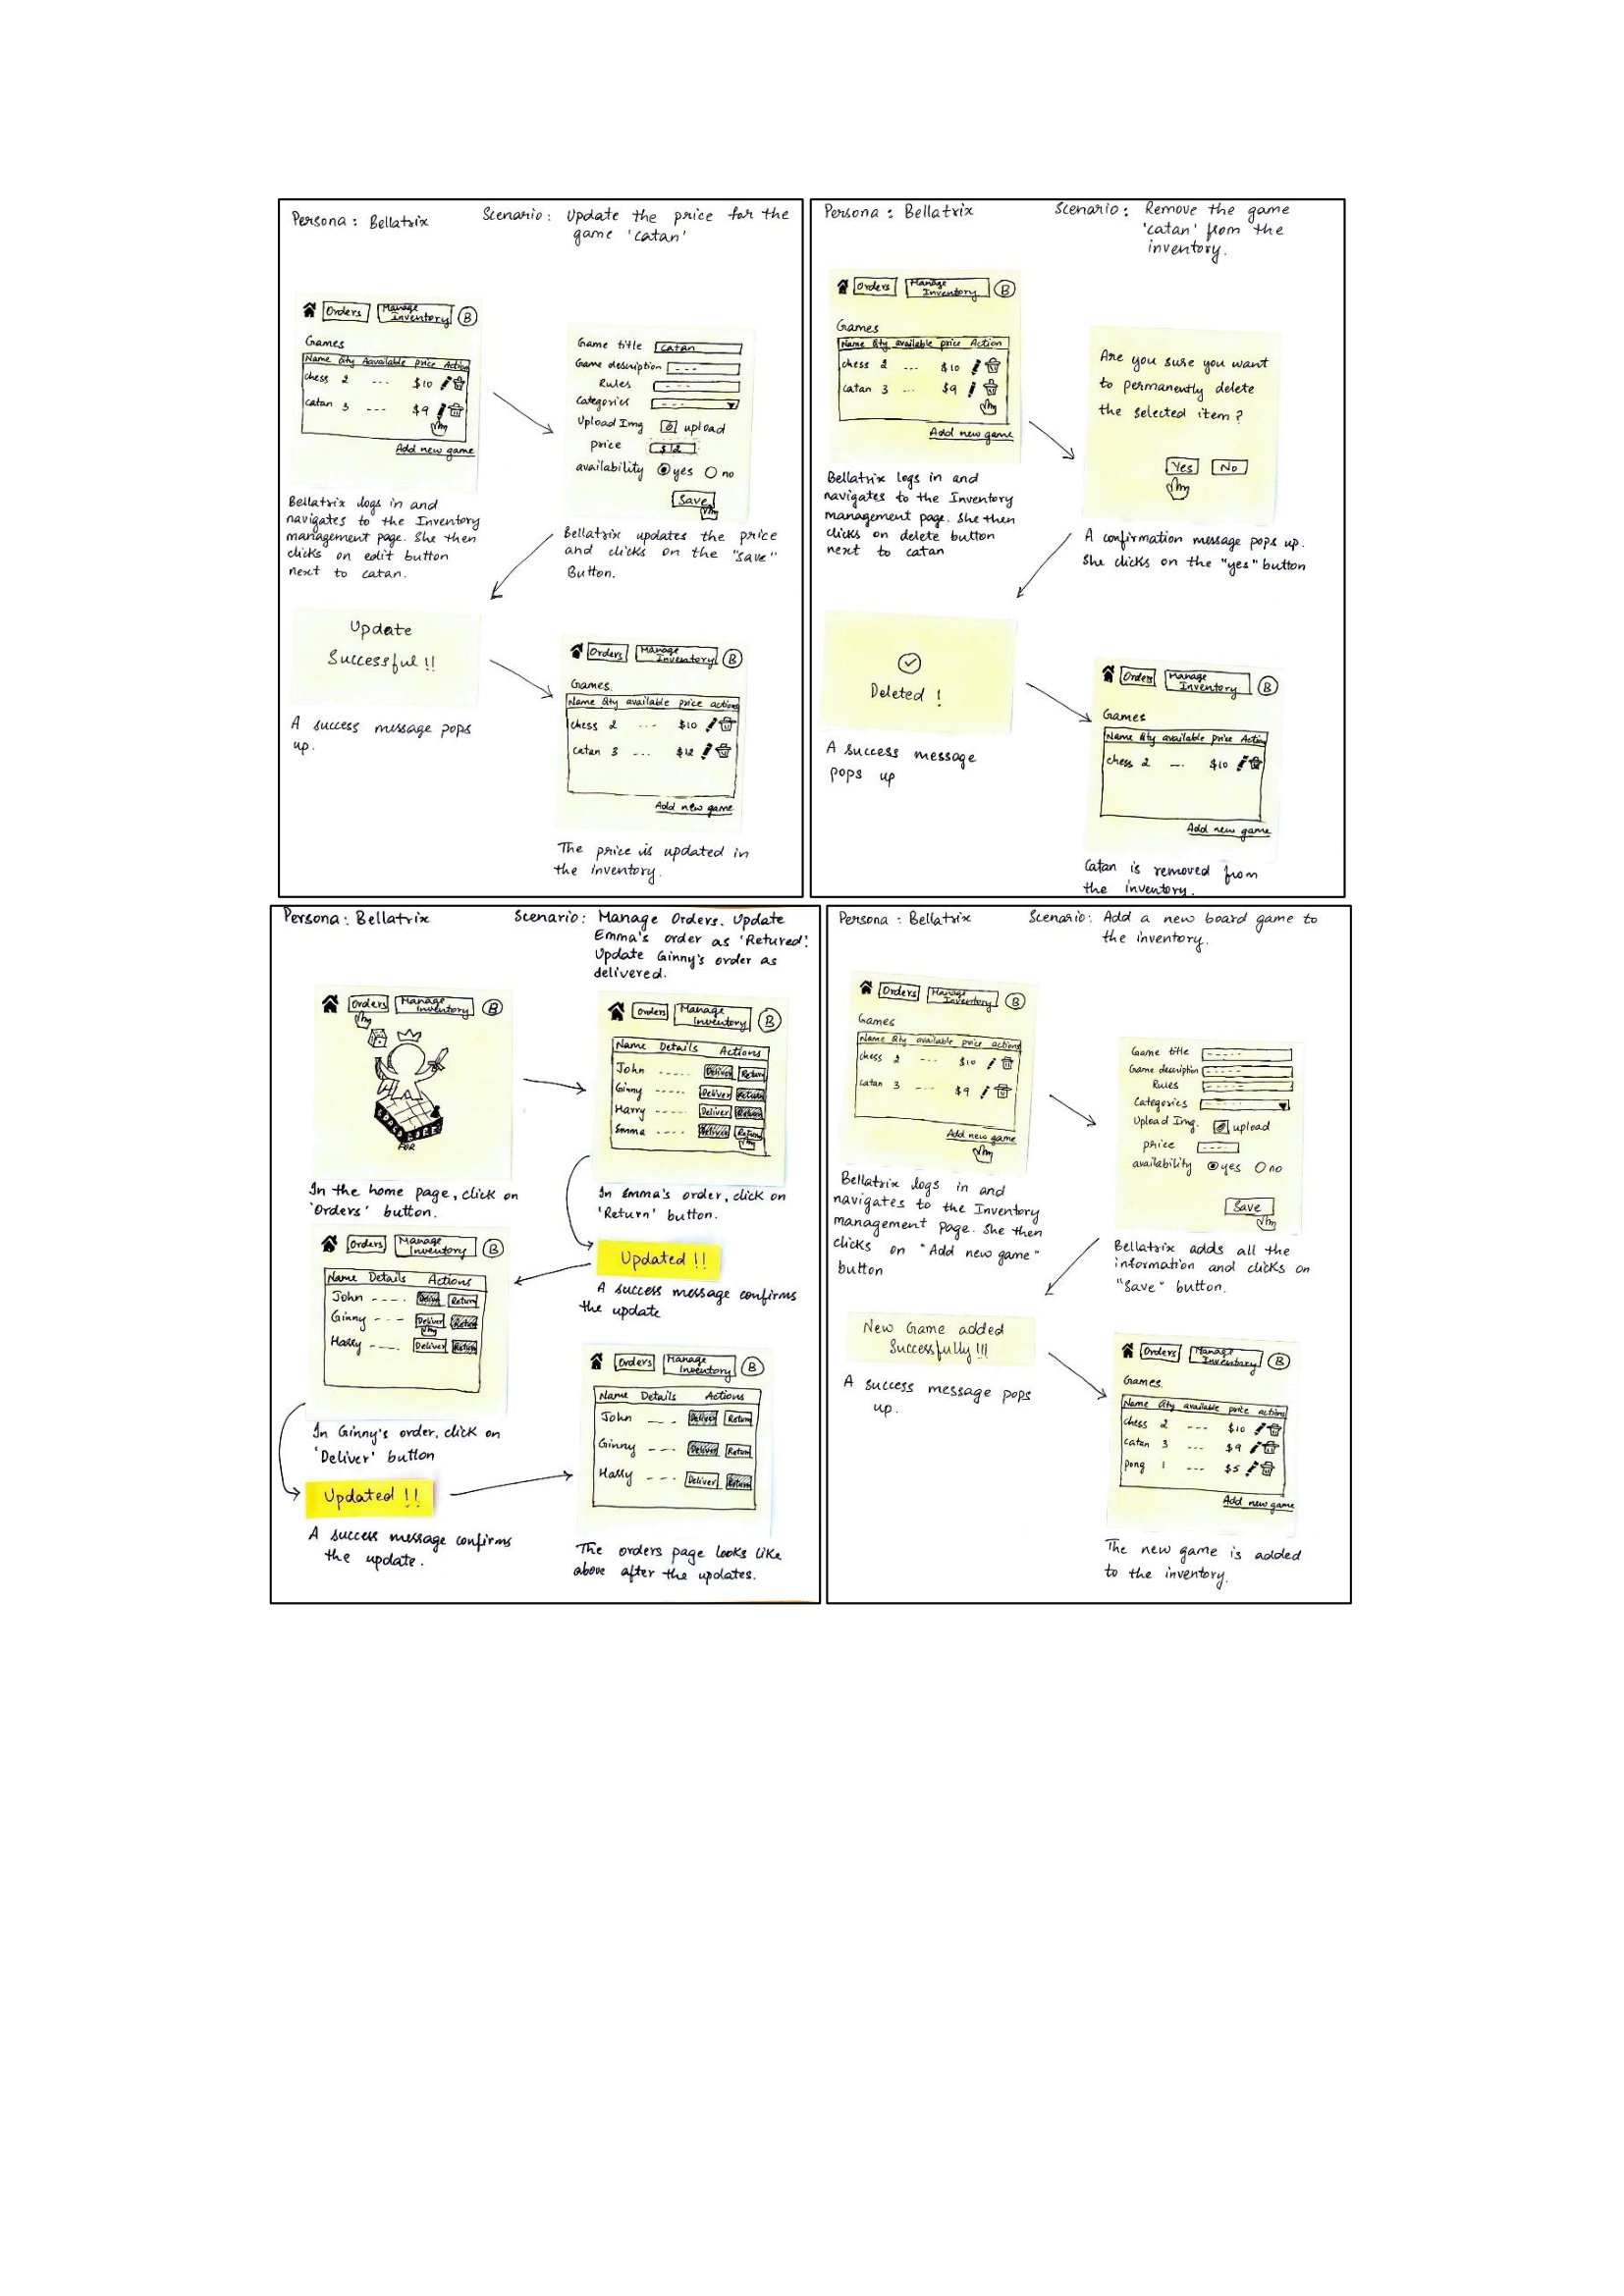 Persona: Bellatrix
Scenario: Update the price for the
game 'catan'
Orders
Manage
Inventory
B
Games
Name Qty Aavailable price Action
chess 2 --- $10
catan 3 --- $9
Add new game
Bellatrix logs in and
navigates to the Inventory
management page. She then
clicks on edit button
next to catan.
Game title catan
Game description ---
Rules ---
Categories ---
Upload Img upload
price $12
availability yes no
Save
Bellatrix updates the price
and clicks on the "save"
Button.
Update
Successful!!
A success message pops
up.
Orders
Manage
Inventory
B
Games.
Name Qty available price action
chess 2 --- $10
catan 3 --- $12
Add new game
The price is updated in
the inventory.
Persona: Bellatrix
Scenario: Remove the game
'catan' from the
inventory.
Orders
Manage
Inventory
B
Games
Name Qty available price Action
chess 2 --- $10
catan 3 --- $9
Add new game
Bellatrix logs in and
navigates to the Inventory
management page. She then
clicks on delete button
next to catan
Are you sure you want
to permanently delete
the selected item?
Yes No
A confirmation message pops up.
She clicks on the "yes" button
Deleted!
A success message
pops up
Orders
Manage
Inventory
B
Games
Name Qty available price Action
chess 2 --- $10
Add new game
Catan is removed from
the inventory.
Persona: Bellatrix
Scenario: Manage Orders. Update
Emma's order as 'Retured'.
Update Ginny's order as
delivered.
Orders
Manage
Inventory
B
In the home page, click on
'Orders' button.
Orders
Manage
Inventory
B
Name Details Actions
John ----- Deliver Return
Ginny ----- Deliver Return
Harry ---- Deliver Return
Emma ---- Deliver Return
In Emma's order, click on
'Return' button.
Updated!!
A success message confirms
the update
Orders
Manage
Inventory
B
Name Details Actions
John ---- Deliver Return
Ginny --- Deliver Return
Harry ---- Deliver Return
In Ginny's order, click on
'Deliver' button
Updated!!
A success message confirms
the update.
Orders
Manage
Inventory
B
Name Details Actions
John --- Deliver Return
Ginny --- Deliver Return
Harry --- Deliver Return
The orders page looks like
above after the updates.
Persona: Bellatrix
Scenario: Add a new board game to
the inventory.
Orders
Manage
Inventory
B
Games
Name Qty available price actions
chess 2 --- $10
catan 3 --- $9
Add new game
Bellatrix logs in and
navigates to the Inventory
management page. She then
clicks on "Add new game"
button
Game title -----
Game description -----
Rules -----
Categories -----
Upload Img. upload
price ----
availability yes no
Save
Bellatrix adds all the
information and clicks on
"Save" button.
New Game added
Successfully!!!
A success message pops
up.
Orders
Manage
Inventory
B
Games.
Name Qty available price actions
chess 2 --- $10
catan 3 --- $9
pong 1 --- $5
Add new game
The new game is added
to the inventory.